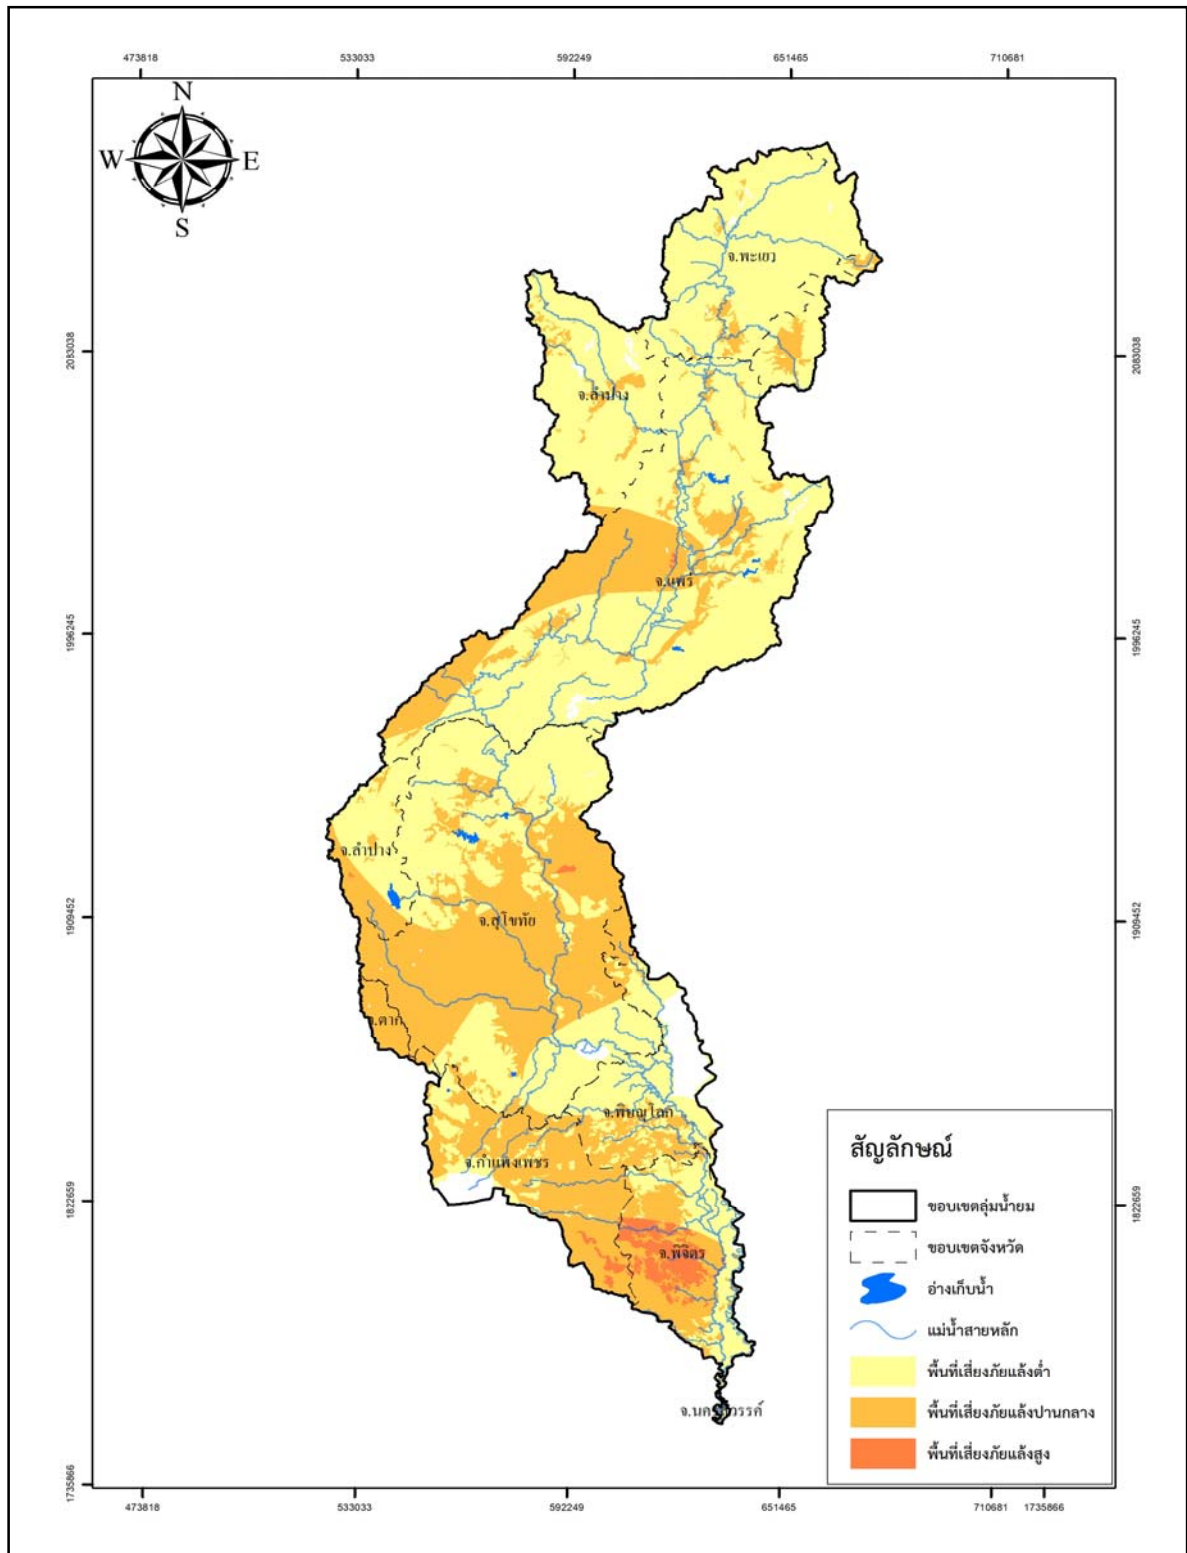 473818 533033 592249 651465 710681
N
W E
S
จ.พะเยา
2083038 2083038
จ.ลำปาง
จ.แพร่
1996245 1996245
จ.ลำปาง
จ.สุโขทัย
1909452 1909452
จ.ตาก
จ.พิษณุโลก
จ.กำแพงเพชร
1822659 1822659
จ.พิจิตร
จ.นครสวรรค์
สัญลักษณ์
ขอบเขตลุ่มน้ำยม
ขอบเขตจังหวัด
อ่างเก็บน้ำ
แม่น้ำสายหลัก
พื้นที่เสี่ยงภัยแล้งต่ำ
พื้นที่เสี่ยงภัยแล้งปานกลาง
พื้นที่เสี่ยงภัยแล้งสูง
1735866
473818 533033 592249 651465 710681 1735866